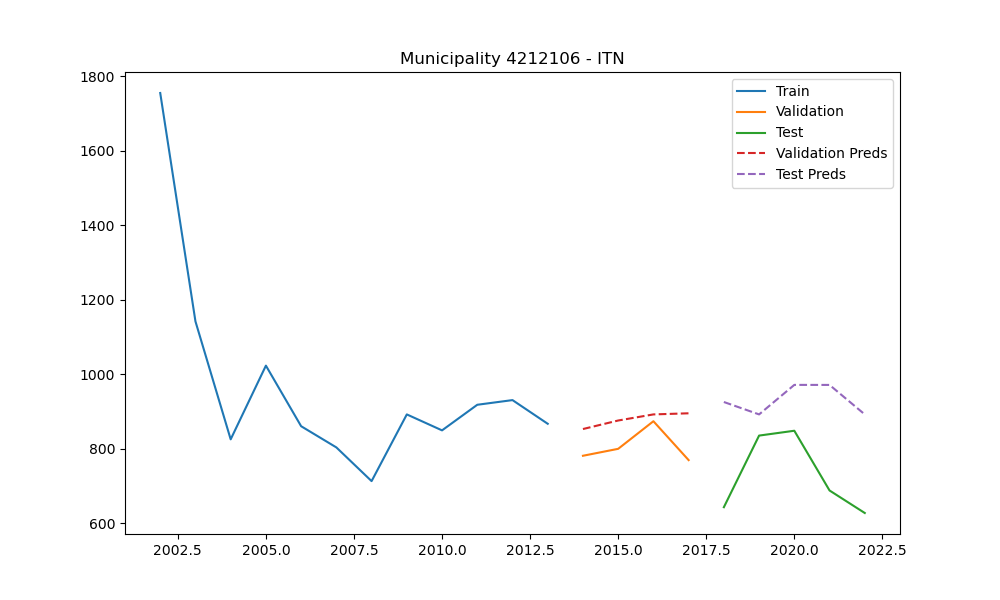 Municipality 4212106 - ITN
1800
1600
1400
1200
1000
800
600
Train
Validation
Test
Validation Preds
Test Preds
2002.5 2005.0 2007.5 2010.0 2012.5 2015.0 2017.5 2020.0 2022.5